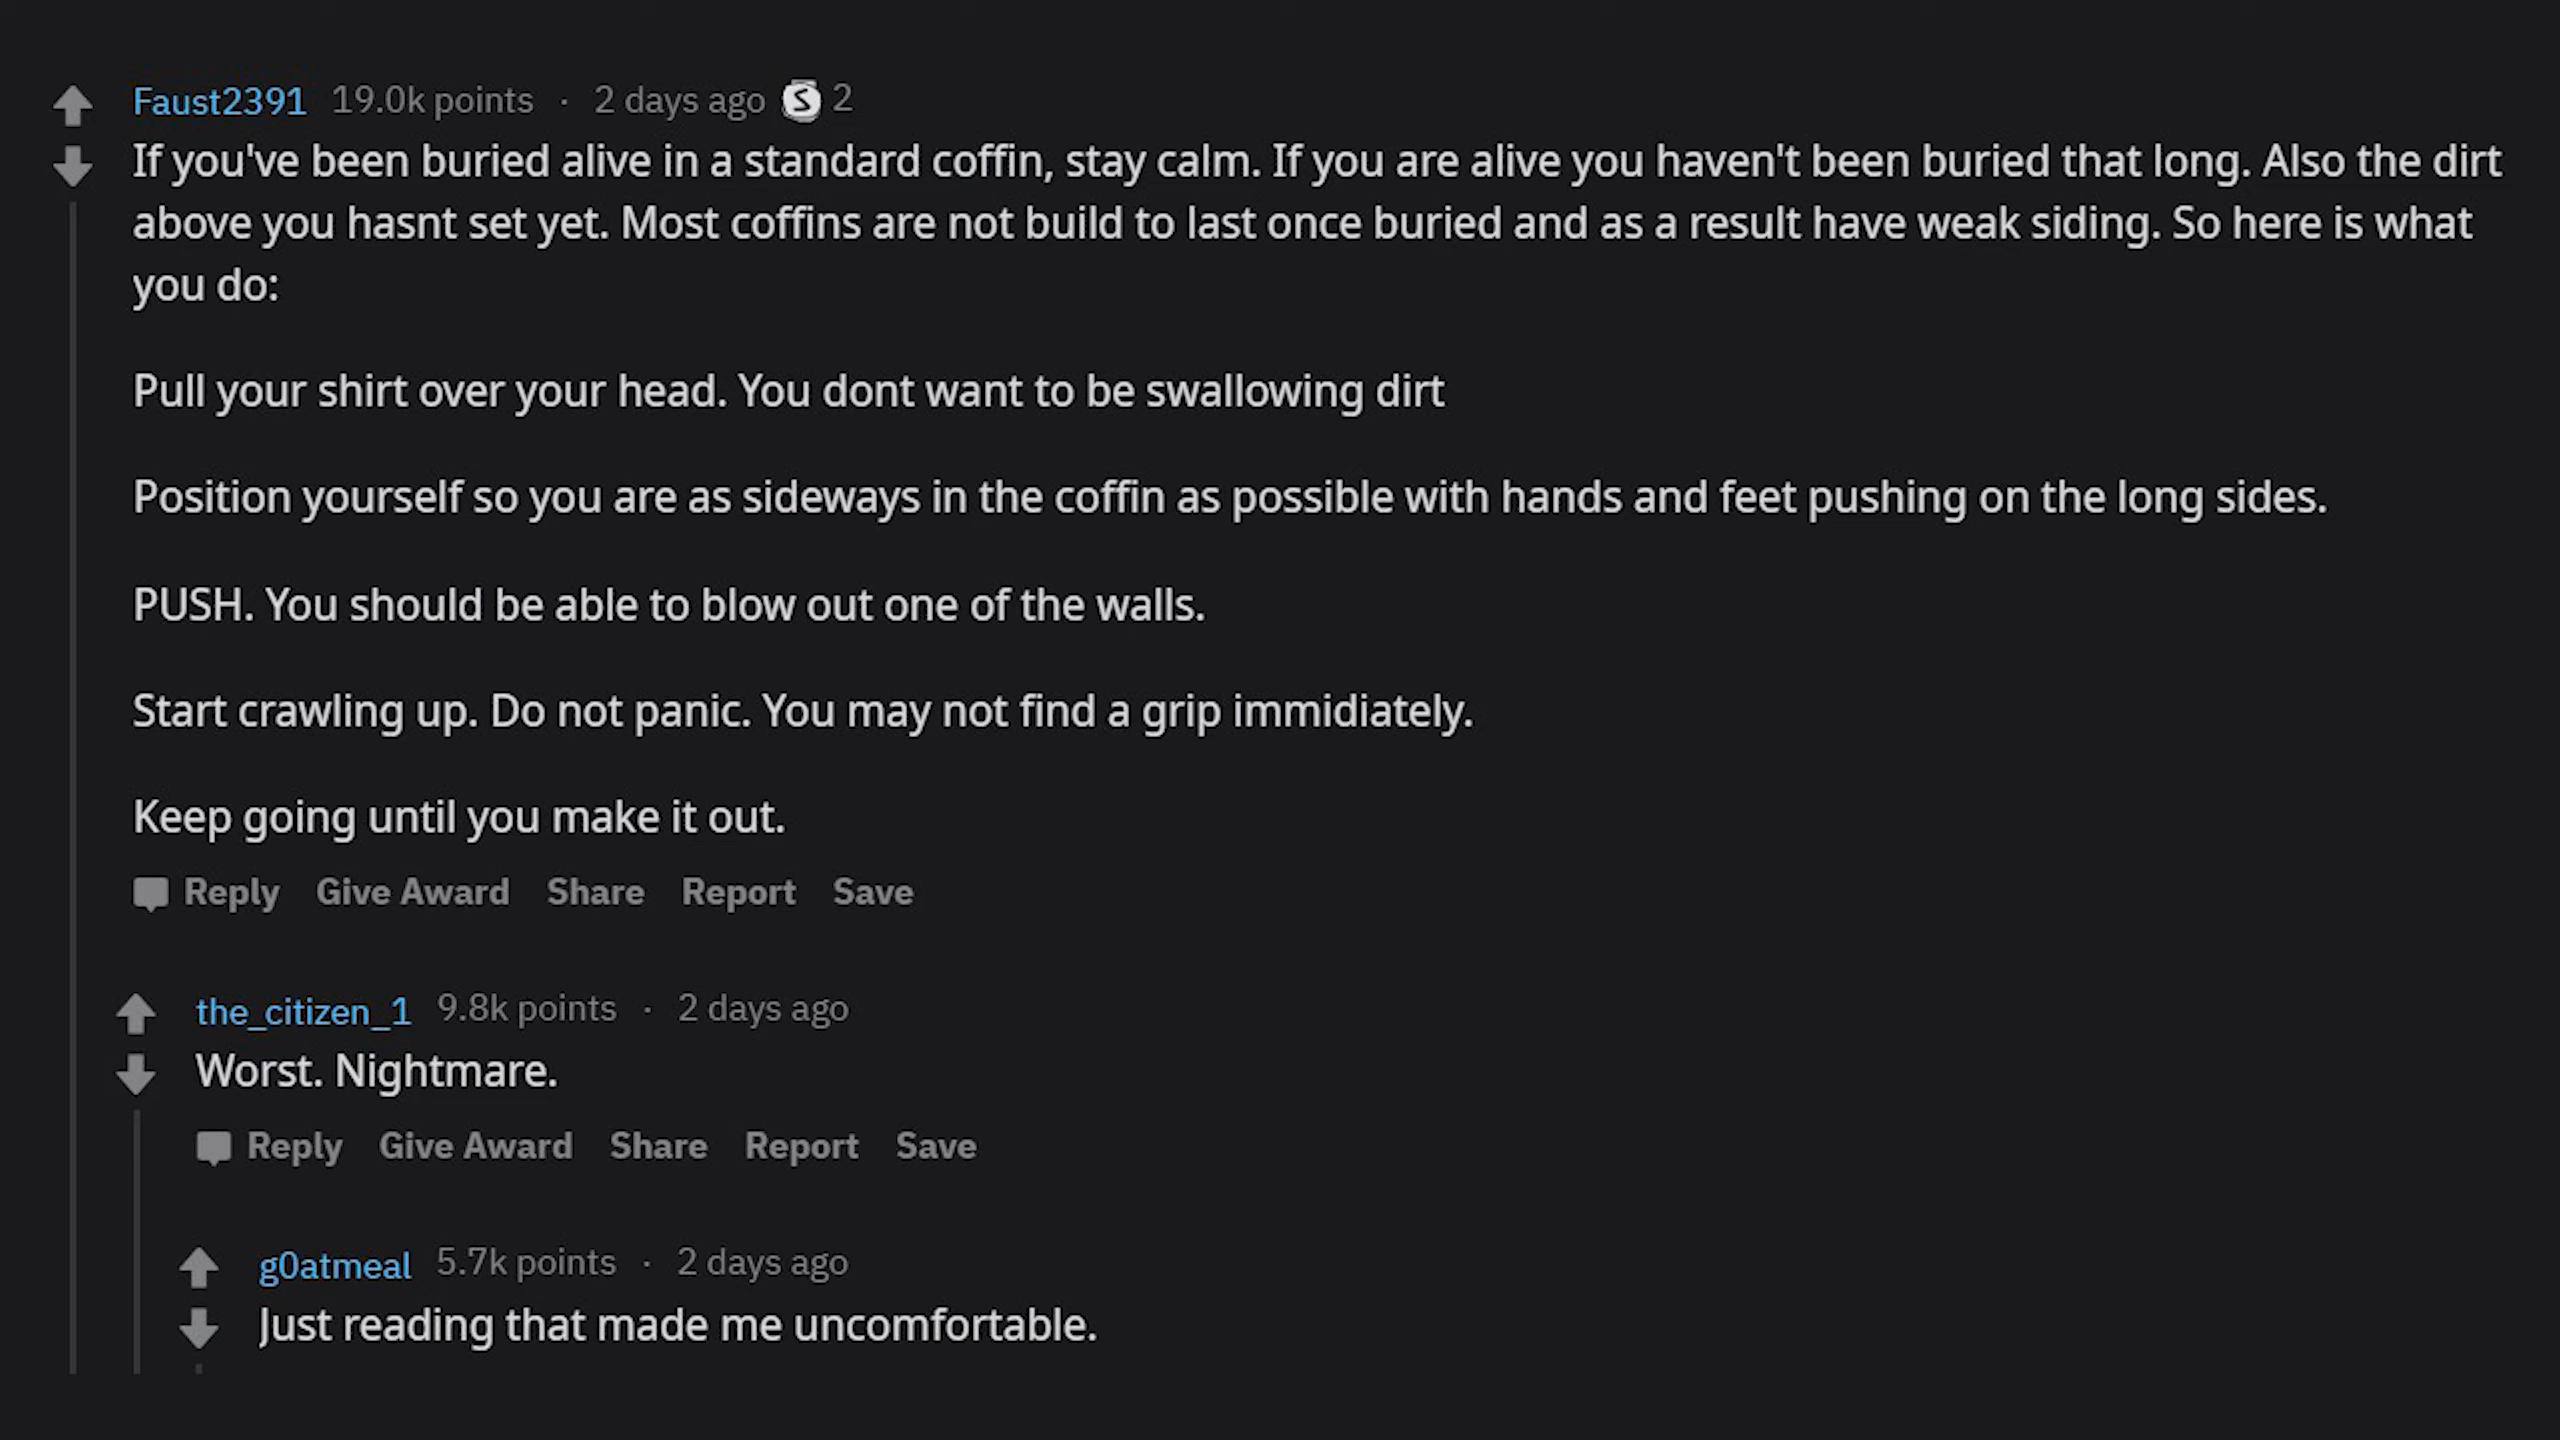 Faust2391 19.0k points · 2 days ago S 2
If you've been buried alive in a standard coffin, stay calm. If you are alive you haven't been buried that long. Also the dirt
above you hasnt set yet. Most coffins are not build to last once buried and as a result have weak siding. So here is what
you do:
Pull your shirt over your head. You dont want to be swallowing dirt
Position yourself so you are as sideways in the coffin as possible with hands and feet pushing on the long sides.
PUSH. You should be able to blow out one of the walls.
Start crawling up. Do not panic. You may not find a grip immidiately.
Keep going until you make it out.
Reply Give Award Share Report Save
the_citizen_1 9.8k points · 2 days ago
Worst. Nightmare.
Reply Give Award Share Report Save
g0atmeal 5.7k points · 2 days ago
Just reading that made me uncomfortable.